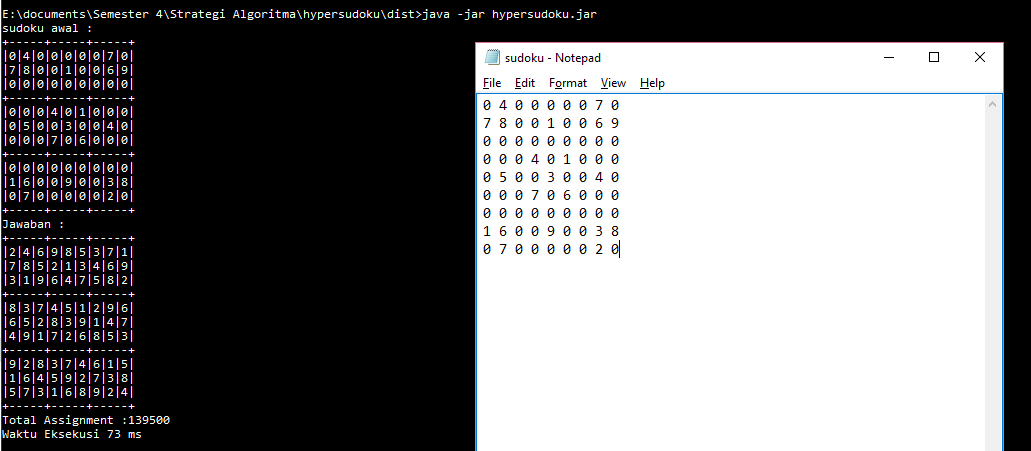 E:\documents\Semester 4\Strategi Algoritma\hypersudoku\dist>java -jar hypersudoku.jar
sudoku awal :
+-----+-----+-----+
|0|4|0|0|0|0|0|7|0|
|7|8|0|0|1|0|0|6|9|
|0|0|0|0|0|0|0|0|0|
+-----+-----+-----+
|0|0|0|4|0|1|0|0|0|
|0|5|0|0|3|0|0|4|0|
|0|0|0|7|0|6|0|0|0|
+-----+-----+-----+
|0|0|0|0|0|0|0|0|0|
|1|6|0|0|9|0|0|3|8|
|0|7|0|0|0|0|0|2|0|
+-----+-----+-----+
Jawaban :
+-----+-----+-----+
|2|4|6|9|8|5|3|7|1|
|7|8|5|2|1|3|4|6|9|
|3|1|9|6|4|7|5|8|2|
+-----+-----+-----+
|8|3|7|4|5|1|2|9|6|
|6|5|2|8|3|9|1|4|7|
|4|9|1|7|2|6|8|5|3|
+-----+-----+-----+
|9|2|8|3|7|4|6|1|5|
|1|6|4|5|9|2|7|3|8|
|5|7|3|1|6|8|9|2|4|
+-----+-----+-----+
Total Assignment :139500
Waktu Eksekusi 73 ms
sudoku - Notepad
File Edit Format View Help
0 4 0 0 0 0 0 7 0
7 8 0 0 1 0 0 6 9
0 0 0 0 0 0 0 0 0
0 0 0 4 0 1 0 0 0
0 5 0 0 3 0 0 4 0
0 0 0 7 0 6 0 0 0
0 0 0 0 0 0 0 0 0
1 6 0 0 9 0 0 3 8
0 7 0 0 0 0 0 2 0